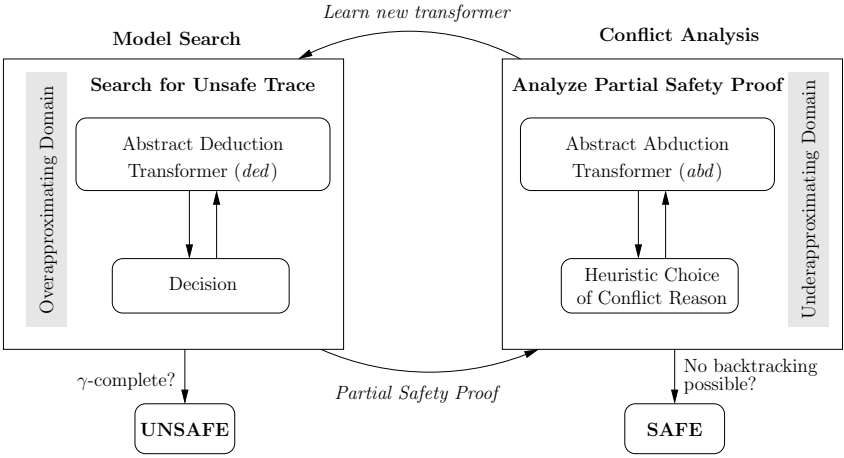 Learn new transformer
Model Search
Conflict Analysis
Overapproximating Domain
Search for Unsafe Trace
Abstract Deduction
Transformer (ded)
Decision
Analyze Partial Safety Proof
Abstract Abduction
Transformer (abd)
Heuristic Choice
of Conflict Reason
Underapproximating Domain
γ-complete?
Partial Safety Proof
No backtracking
possible?
UNSAFE
SAFE